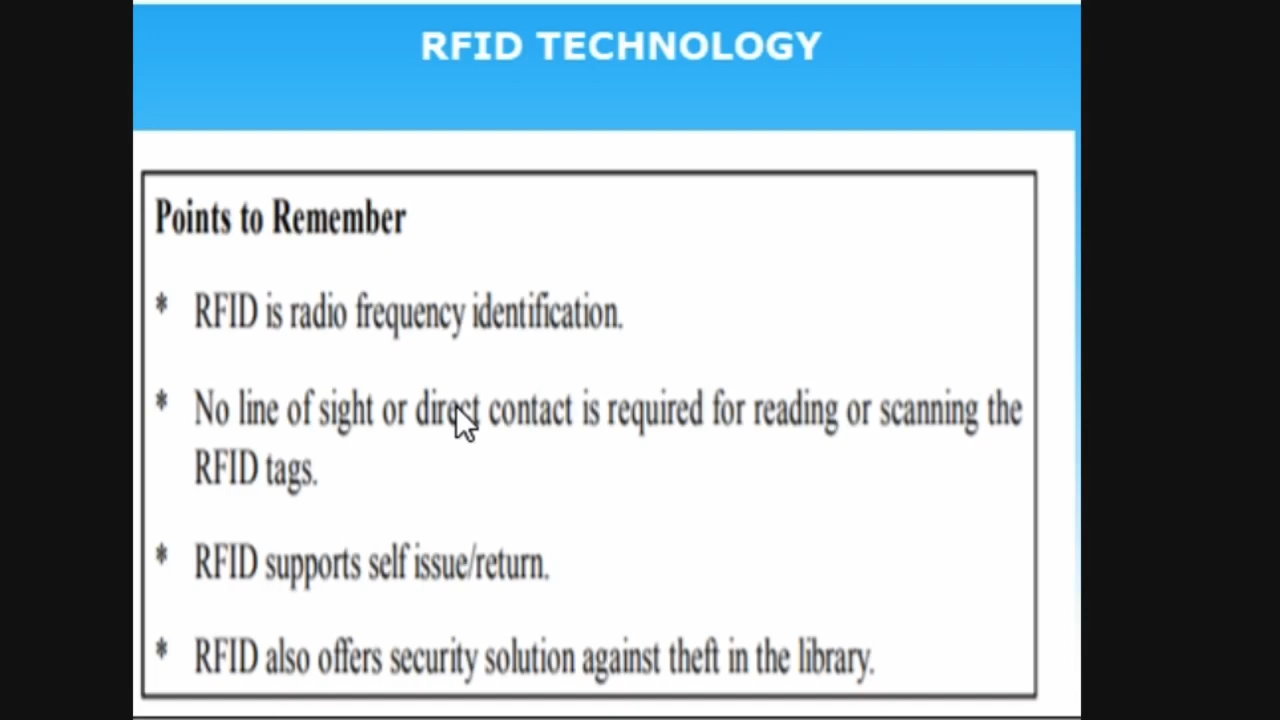 RFID TECHNOLOGY
Points to Remember
* RFID is radio frequency identification.
* No line of sight or direct contact is required for reading or scanning the
RFID tags.
* RFID supports self issue/return.
* RFID also offers security solution against theft in the library.